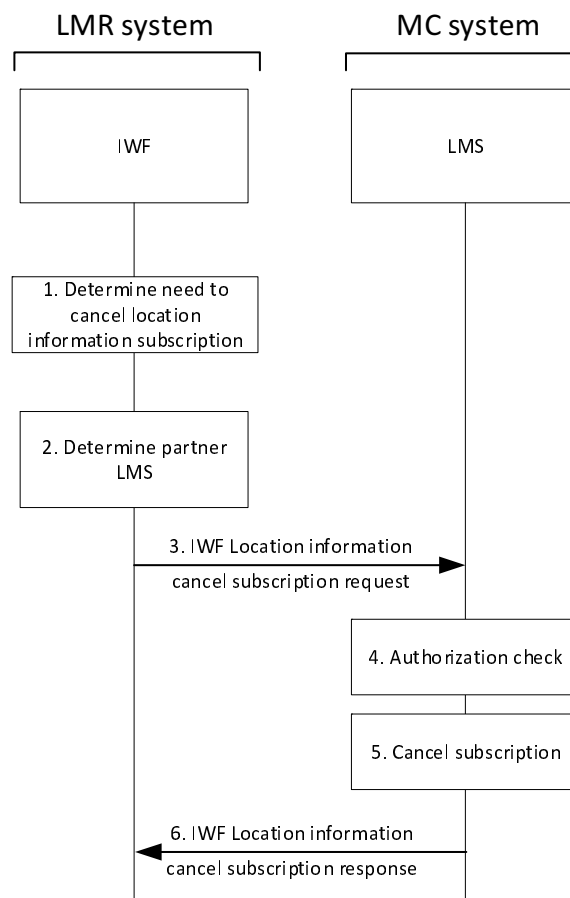 LMR system
MC system
IWF
LMS
1. Determine need to
cancel location
information subscription
2. Determine partner
LMS
3. IWF Location information
cancel subscription request
4. Authorization check
5. Cancel subscription
6. IWF Location information
cancel subscription response